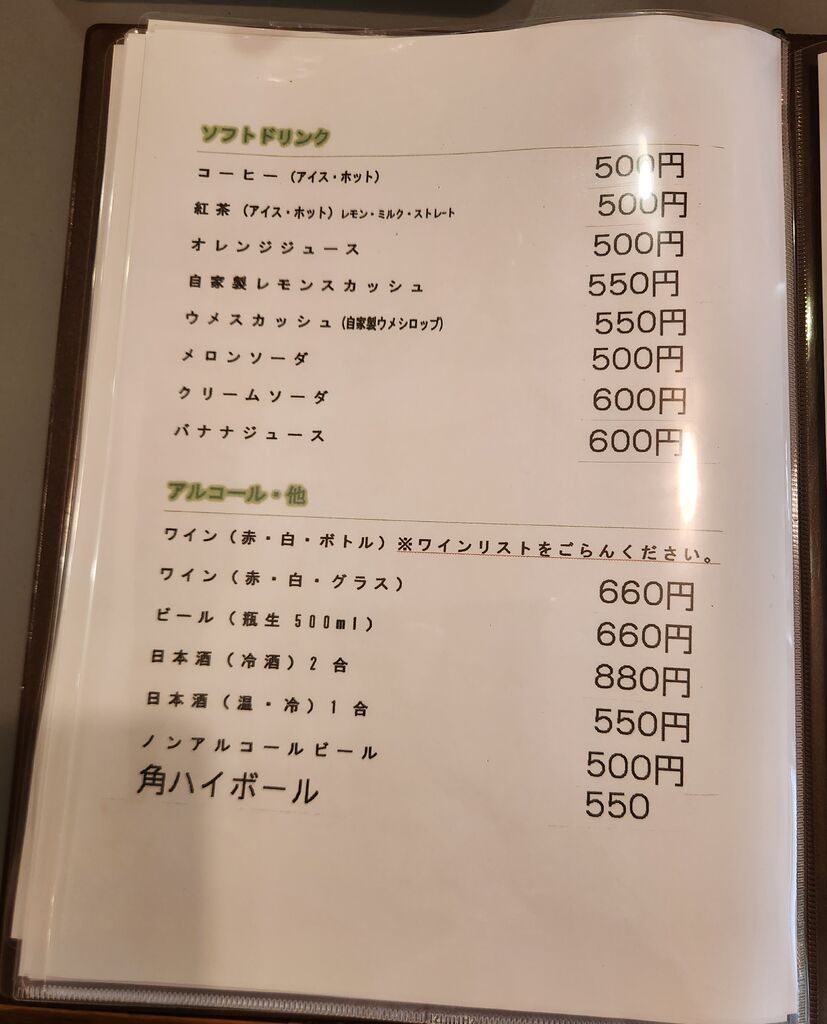 ソフトドリンク
コーヒー（アイス・ホット） 500円
紅茶（アイス・ホット）レモン・ミルク・ストレート 500円
オレンジジュース 500円
自家製レモンスカッシュ 550円
ウメスカッシュ（自家製ウメシロップ） 550円
メロンソーダ 500円
クリームソーダ 600円
バナナジュース 600円
アルコール・他
ワイン（赤・白・ボトル）※ワインリストをごらんください。
ワイン（赤・白・グラス） 660円
ビール（瓶生 500ml） 660円
日本酒（冷酒）2 合 880円
日本酒（温・冷）1 合 550円
ノンアルコールビール 500円
角ハイボール 550